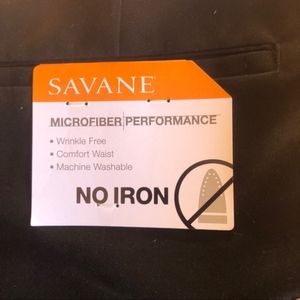 SAVANE
MICROFIBER PERFORMANCE
▪ Wrinkle Free
▪ Comfort Waist
▪ Machine Washable
NO IRON